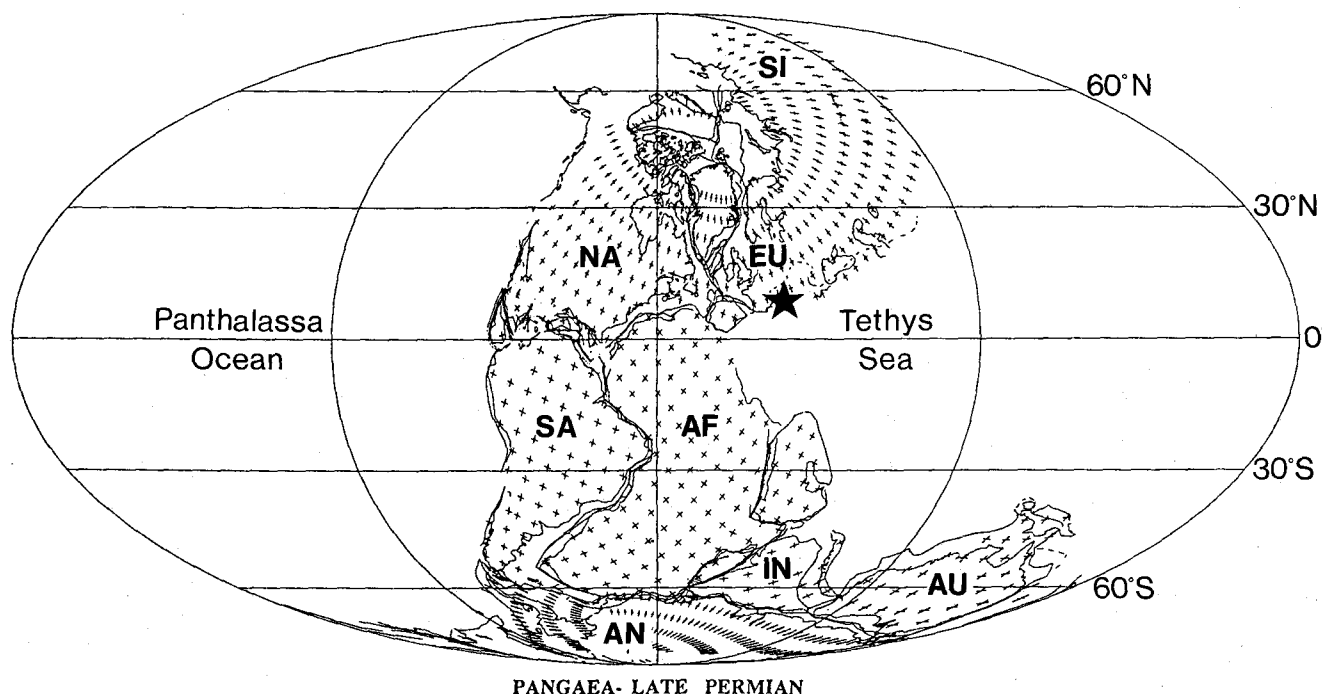 SI
60°N
30°N
NA
EU
Panthalassa
Ocean
Tethys
Sea
0
SA
AF
30°S
IN
AU
60°S
AN
PANGAEA- LATE PERMIAN